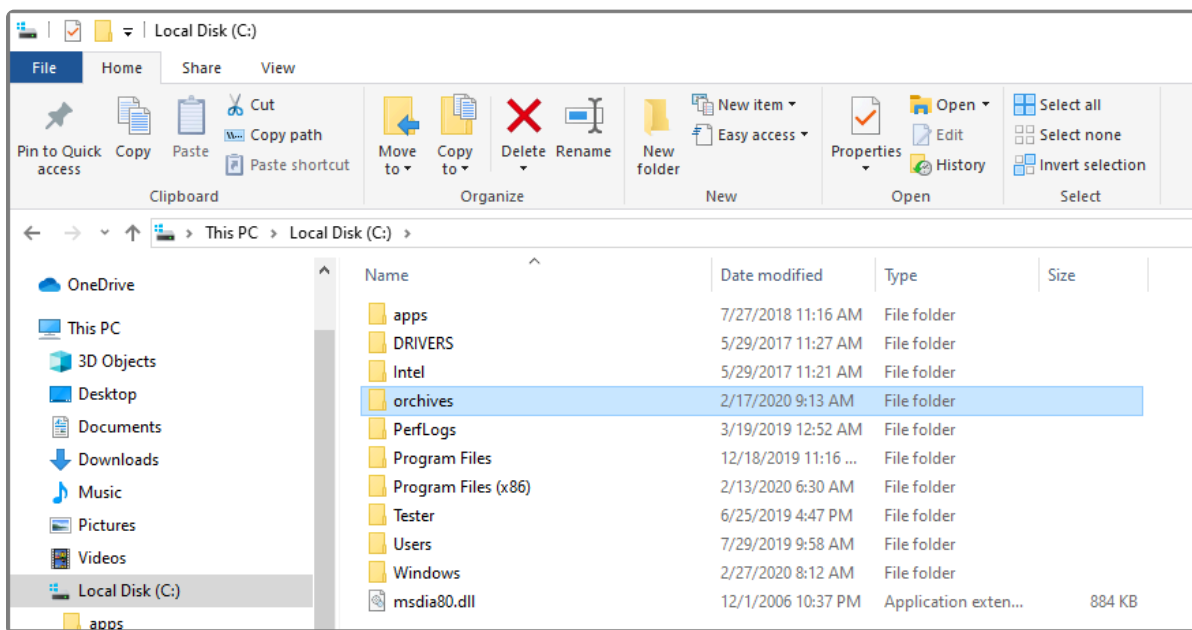 Local Disk (C:)
File Home Share View
Pin to Quick access
Copy
Paste
Cut
Copy path
Paste shortcut
Clipboard
Move to
Copy to
Delete
Rename
Organize
New folder
New item
Easy access
New
Properties
Open
Edit
History
Open
Select all
Select none
Invert selection
Select
This PC > Local Disk (C:) >
OneDrive
This PC
3D Objects
Desktop
Documents
Downloads
Music
Pictures
Videos
Local Disk (C:)
apps
Name Date modified Type Size
apps 7/27/2018 11:16 AM File folder
DRIVERS 5/29/2017 11:27 AM File folder
Intel 5/29/2017 11:21 AM File folder
orchives 2/17/2020 9:13 AM File folder
PerfLogs 3/19/2019 12:52 AM File folder
Program Files 12/18/2019 11:16 ... File folder
Program Files (x86) 2/13/2020 6:30 AM File folder
Tester 6/25/2019 4:47 PM File folder
Users 7/29/2019 9:58 AM File folder
Windows 2/27/2020 8:12 AM File folder
msdia80.dll 12/1/2006 10:37 PM Application exten... 884 KB